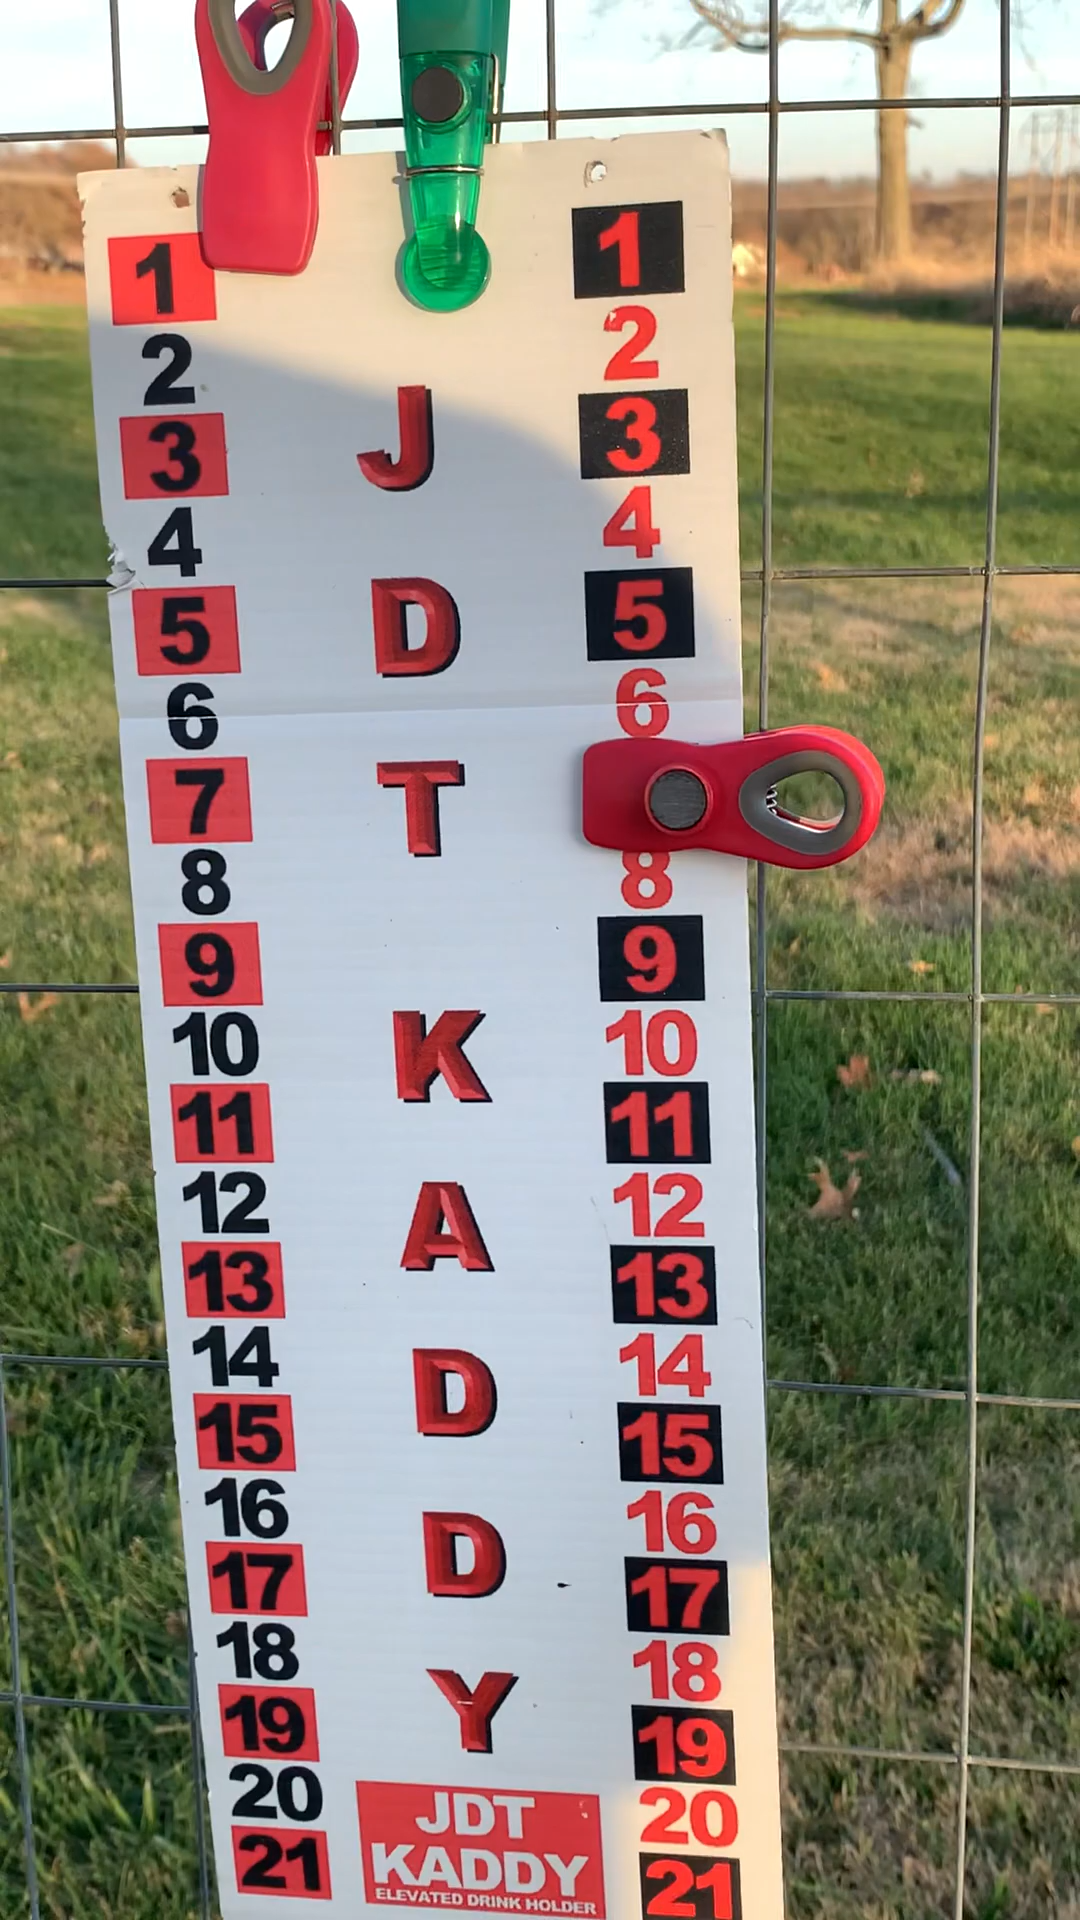 1 1
2 2
3 J 3
4 4
5 D 5
6 6
7 T
8 8
9 9
10 K 10
11 11
12 A 12
13 13
14 D 14
15 15
16 D 16
17 17
18 18
19 Y 19
20 20
21 21
JDT
KADDY
ELEVATED DRINK HOLDER